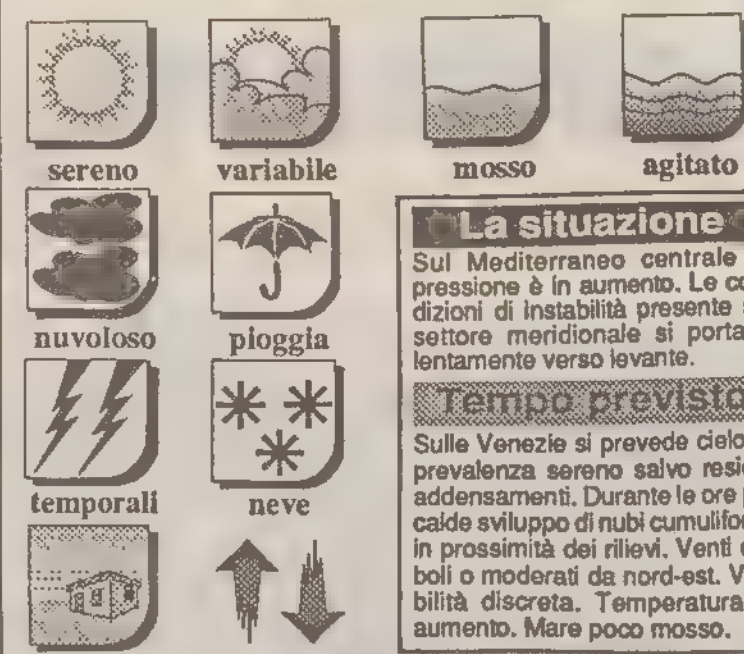 sereno
variabile
mosso
agitato
nuvoloso
pioggia
temporali
neve
La situazione
Sul Mediterraneo centrale
pressione è in aumento. Le co
dizioni di instabilità presente
settore meridionale si porta
lentamente verso levante.
Tempo previsto
Sulle Venezie si prevede cielo
prevalenza sereno salvo resi
addensamenti. Durante le ore
calde sviluppo di nubi cumulifo
in prossimità dei rilievi. Venti
boli o moderati da nord-est. V
bilità discreta. Temperatura
aumento. Mare poco mosso.